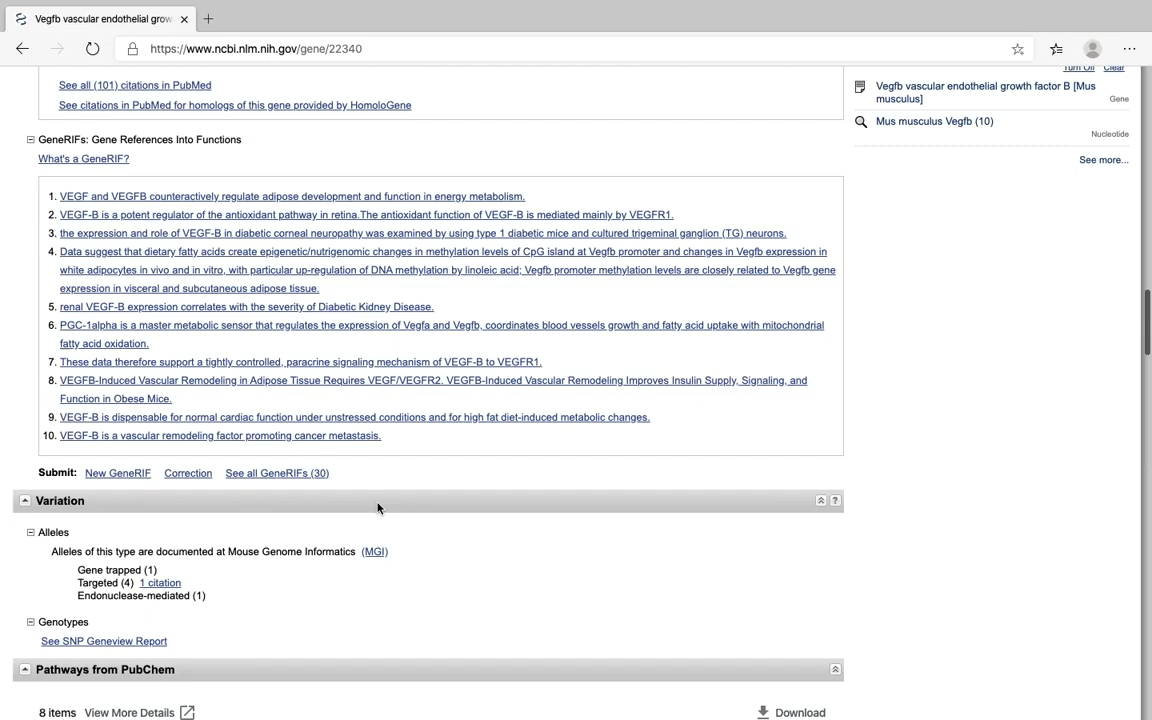 Vegfb vascular endothelial grow
https://www.ncbi.nlm.nih.gov/gene/22340
Turn Off Clear
See all (101) citations in PubMed
See citations in PubMed for homologs of this gene provided by HomoloGene
GeneRIFs: Gene References Into Functions
What's a GeneRIF?
1. VEGF and VEGFB counteractively regulate adipose development and function in energy metabolism.
2. VEGF-B is a potent regulator of the antioxidant pathway in retina.The antioxidant function of VEGF-B is mediated mainly by VEGFR1.
3. the expression and role of VEGF-B in diabetic corneal neuropathy was examined by using type 1 diabetic mice and cultured trigeminal ganglion (TG) neurons.
4. Data suggest that dietary fatty acids create epigenetic/nutrigenomic changes in methylation levels of CpG island at Vegfb promoter and changes in Vegfb expression in
white adipocytes in vivo and in vitro, with particular up-regulation of DNA methylation by linoleic acid; Vegfb promoter methylation levels are closely related to Vegfb gene
expression in visceral and subcutaneous adipose tissue.
5. renal VEGF-B expression correlates with the severity of Diabetic Kidney Disease.
6. PGC-1alpha is a master metabolic sensor that regulates the expression of Vegfa and Vegfb, coordinates blood vessels growth and fatty acid uptake with mitochondrial
fatty acid oxidation.
7. These data therefore support a tightly controlled, paracrine signaling mechanism of VEGF-B to VEGFR1.
8. VEGFB-Induced Vascular Remodeling in Adipose Tissue Requires VEGF/VEGFR2. VEGFB-Induced Vascular Remodeling Improves Insulin Supply, Signaling, and
Function in Obese Mice.
9. VEGF-B is dispensable for normal cardiac function under unstressed conditions and for high fat diet-induced metabolic changes.
10. VEGF-B is a vascular remodeling factor promoting cancer metastasis.
Submit: New GeneRIF Correction See all GeneRIFs (30)
Variation
?
Alleles
Alleles of this type are documented at Mouse Genome Informatics (MGI)
Gene trapped (1)
Targeted (4) 1 citation
Endonuclease-mediated (1)
Genotypes
See SNP Geneview Report
Pathways from PubChem
8 items View More Details Download
Vegfb vascular endothelial growth factor B [Mus
musculus]
Gene
Mus musculus Vegfb (10)
Nucleotide
See more...